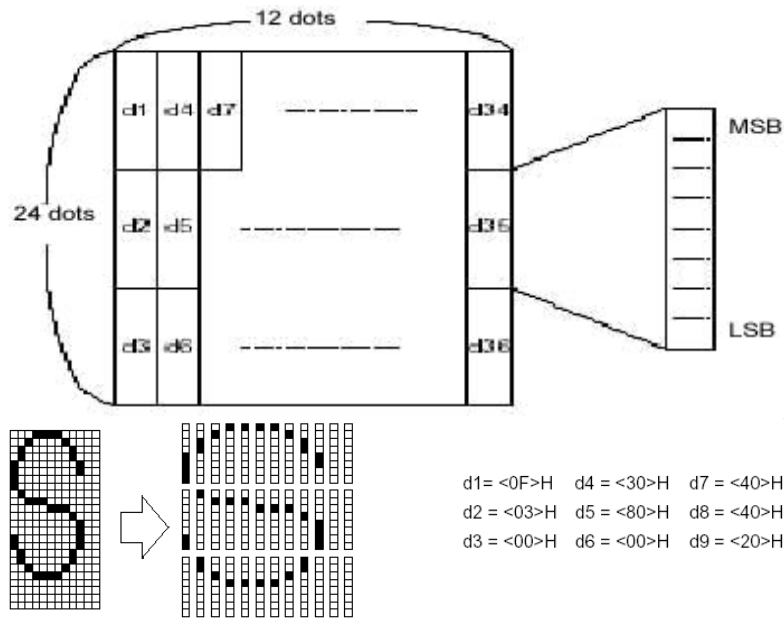 12 dots
d1 d4 d7 d34
MSB
24 dots
d2 d5 d35
LSB
d3 d6 d36
d1= <0F>H d4 = <30>H d7 = <40>H
d2 = <03>H d5 = <80>H d8 = <40>H
d3 = <00>H d6 = <00>H d9 = <20>H